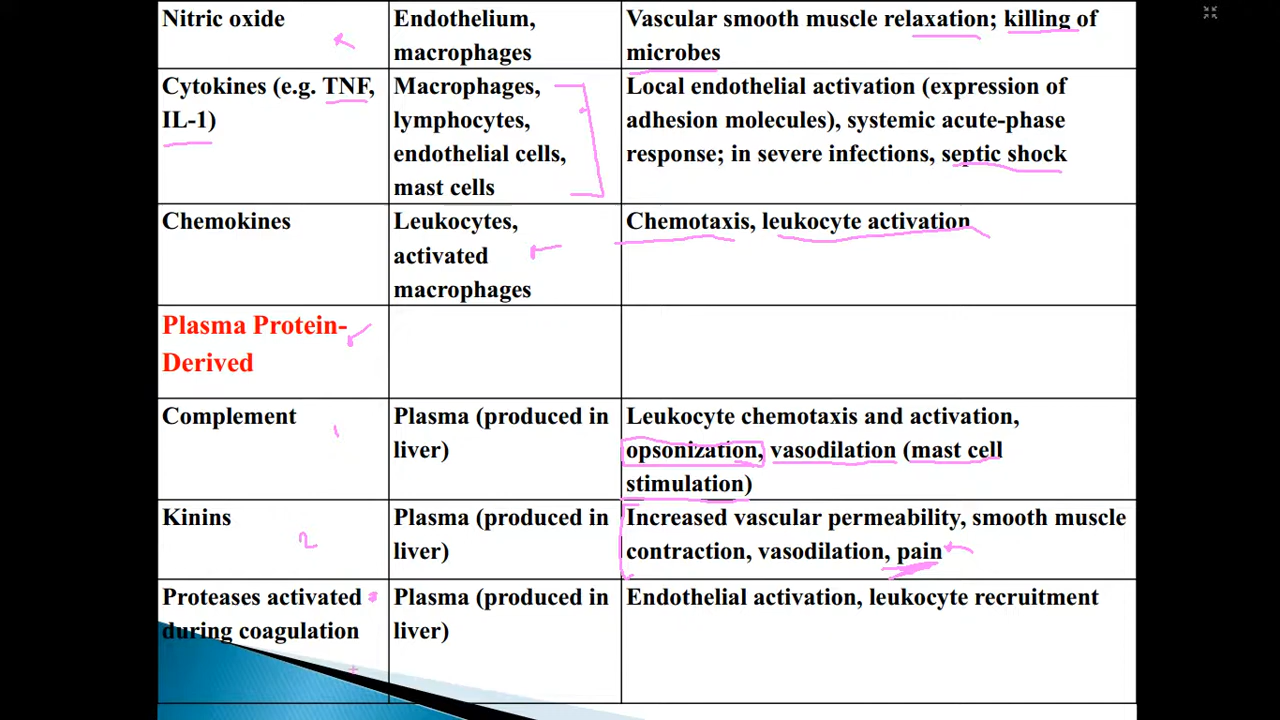 Nitric oxide
Endothelium,
macrophages
Vascular smooth muscle relaxation; killing of
microbes
Cytokines (e.g. TNF,
IL-1)
Macrophages,
lymphocytes,
endothelial cells,
mast cells
Local endothelial activation (expression of
adhesion molecules), systemic acute-phase
response; in severe infections, septic shock
Chemokines
Leukocytes,
activated
macrophages
Chemotaxis, leukocyte activation
Plasma Protein-
Derived
Complement
1
Plasma (produced in
liver)
Leukocyte chemotaxis and activation,
opsonization, vasodilation (mast cell
stimulation)
Kinins
2
Plasma (produced in
liver)
Increased vascular permeability, smooth muscle
contraction, vasodilation, pain
Proteases activated
during coagulation
Plasma (produced in
liver)
Endothelial activation, leukocyte recruitment